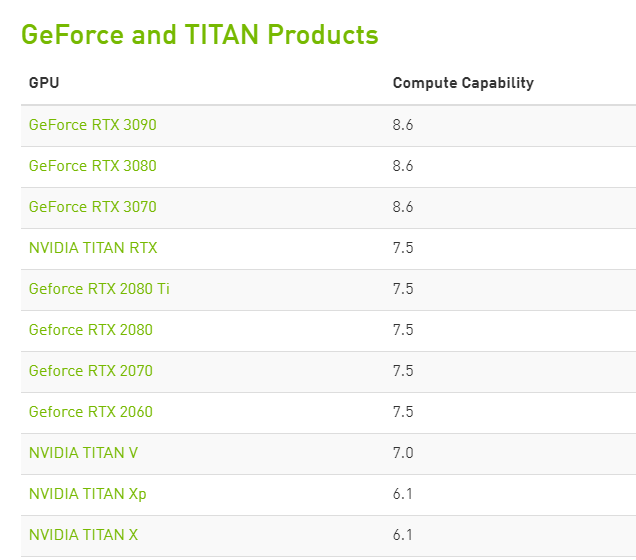 GeForce and TITAN Products
GPU Compute Capability
GeForce RTX 3090 8.6
GeForce RTX 3080 8.6
GeForce RTX 3070 8.6
NVIDIA TITAN RTX 7.5
Geforce RTX 2080 Ti 7.5
Geforce RTX 2080 7.5
Geforce RTX 2070 7.5
Geforce RTX 2060 7.5
NVIDIA TITAN V 7.0
NVIDIA TITAN Xp 6.1
NVIDIA TITAN X 6.1